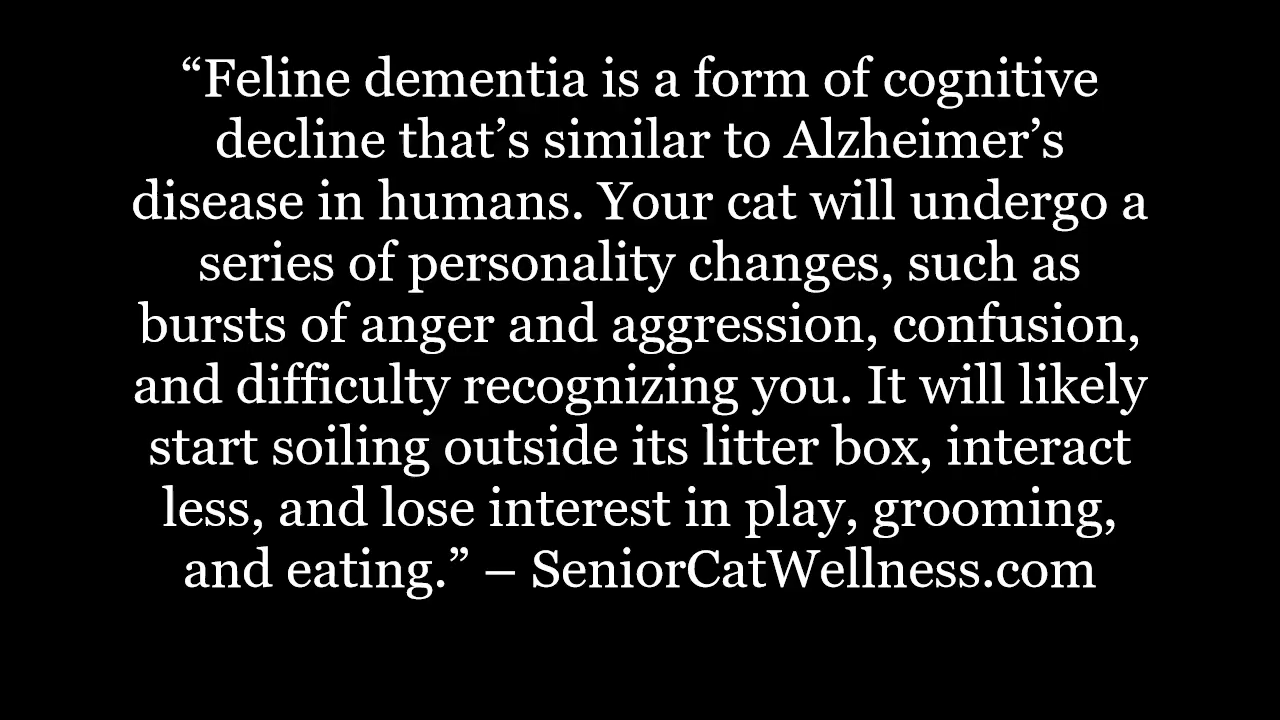 “Feline dementia is a form of cognitive
decline that’s similar to Alzheimer’s
disease in humans. Your cat will undergo a
series of personality changes, such as
bursts of anger and aggression, confusion,
and difficulty recognizing you. It will likely
start soiling outside its litter box, interact
less, and lose interest in play, grooming,
and eating.” – SeniorCatWellness.com